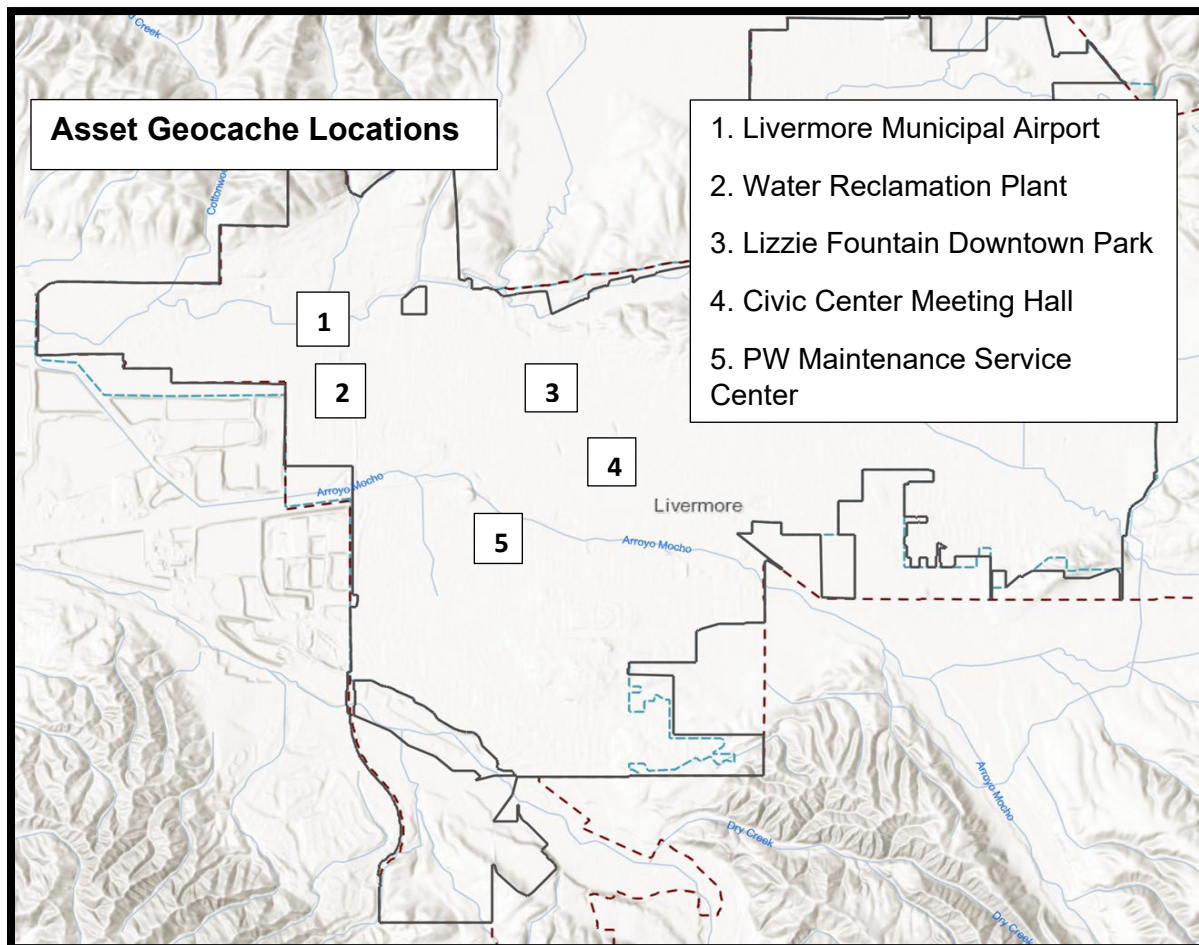 Creek
Asset Geocache Locations
1. Livermore Municipal Airport
2. Water Reclamation Plant
3. Lizzie Fountain Downtown Park
4. Civic Center Meeting Hall
5. PW Maintenance Service
Center
1
2
3
4
Arroyo Mocho
Livermore
5
Arroyo Mocho
Arroyo Mocho
Dry Creek
Dry Creek